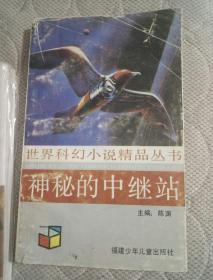 世界科幻小说精品丛书
神秘的中继站
主编：陈渊
福建少年儿童出版社